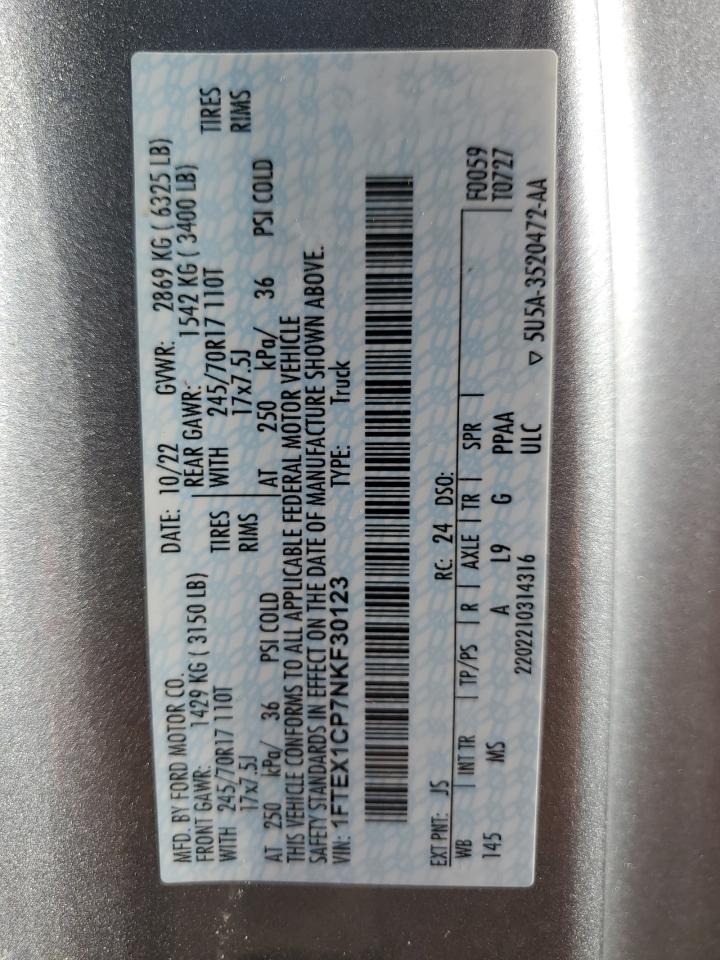 MFD. BY FORD MOTOR CO.
DATE: 10/22 GVWR: 2869 KG ( 6325 LB)
FRONT GAWR: 1429 KG ( 3150 LB)
REAR GAWR: 1542 KG ( 3400 LB)
WITH 245/70R17 110T TIRES
WITH 245/70R17 110T TIRES
17x7.5J RIMS
17x7.5J RIMS
AT 250 kPa/ 36 PSI COLD
AT 250 kPa/ 36 PSI COLD
THIS VEHICLE CONFORMS TO ALL APPLICABLE FEDERAL MOTOR VEHICLE
SAFETY STANDARDS IN EFFECT ON THE DATE OF MANUFACTURE SHOWN ABOVE.
VIN: 1FTEX1CP7NKF30123 TYPE: Truck
EXT PNT: JS RC: 24 DSO: F0059
WB | INT TR | TP/PS | R | AXLE | TR | SPR | T0727
145 MS A L9 G PPAA
2202210314316 ULC ▽ 5U5A-3520472-AA